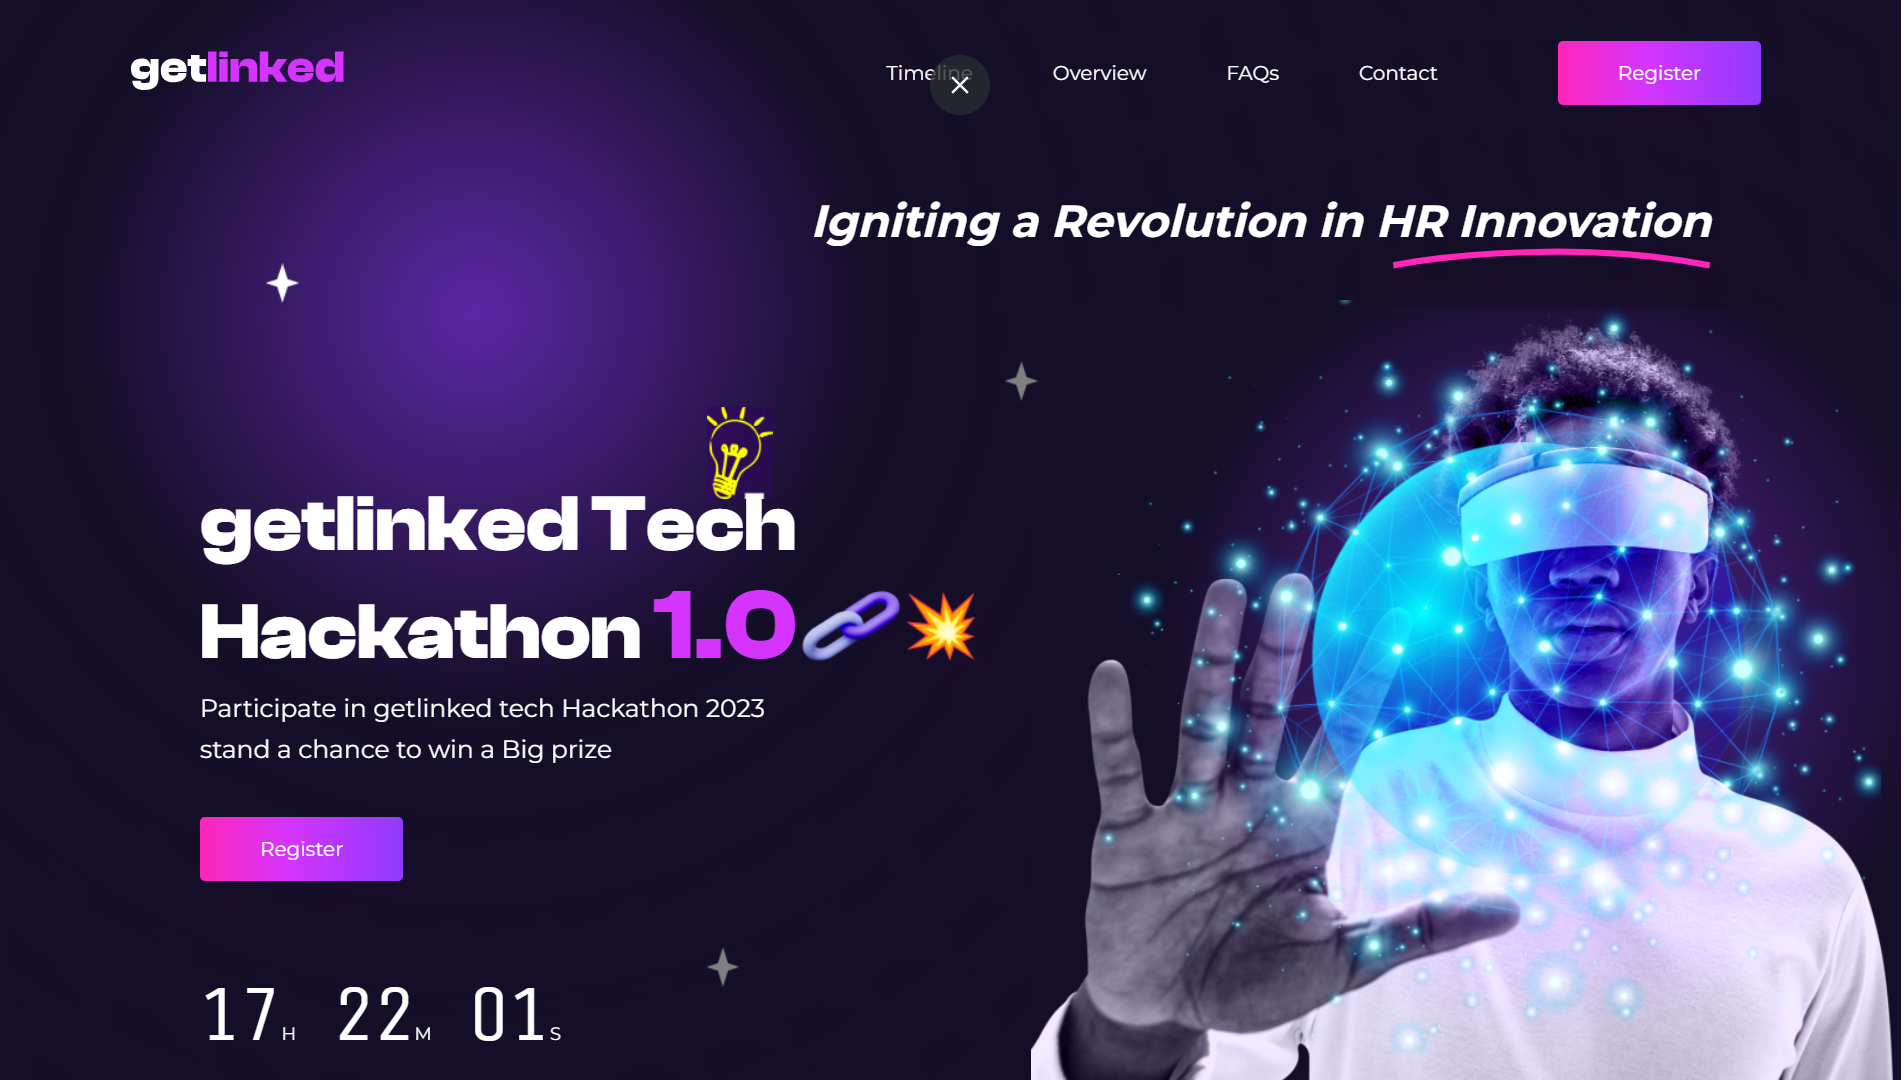 getlinked
Timeline
Overview
FAQs
Contact
Register
Igniting a Revolution in HR Innovation
getlinked Tech
Hackathon 1.0
Participate in getlinked tech Hackathon 2023
stand a chance to win a Big prize
Register
17H 22M 01S